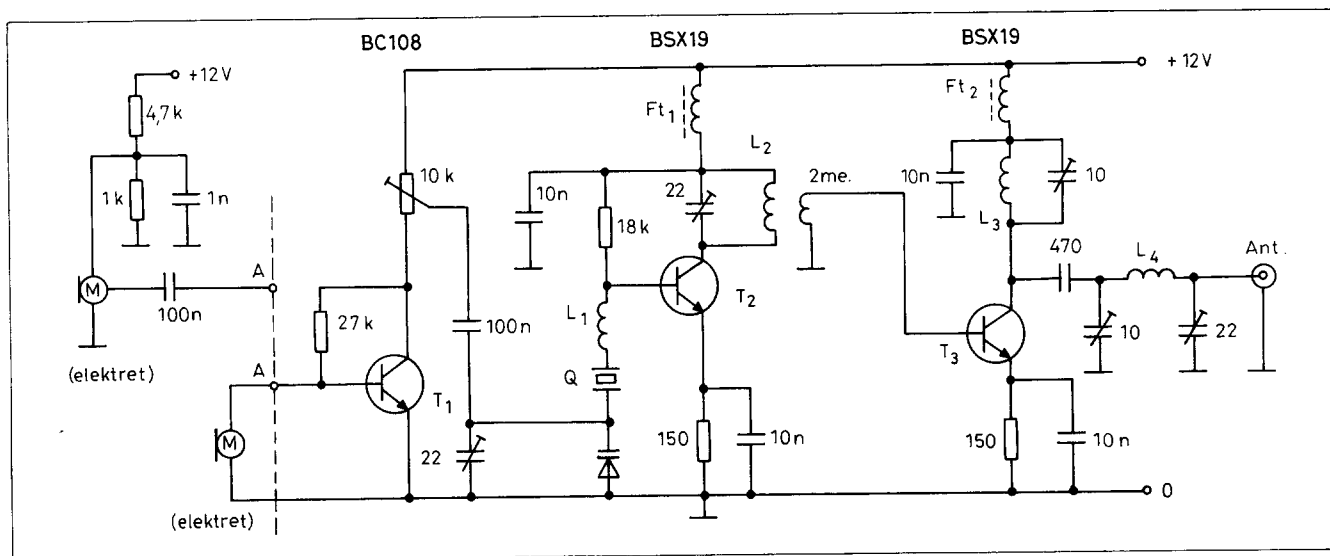 BC108
BSX19
BSX19
+12V
4,7k
1k
1n
M
100n
(elektret)
A
A
M
(elektret)
27k
10k
T1
100n
22
10n
18k
L1
Q
Ft1
22
L2
2me.
T2
150
10n
Ft2
10n
10
L3
470
L4
Ant.
T3
10
22
150
10n
+12V
0